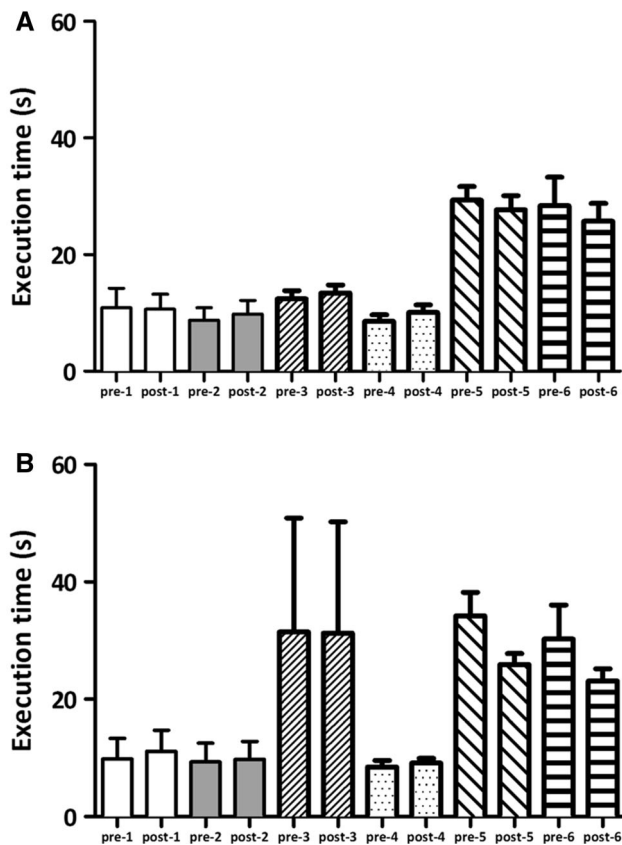 A
60
40
20
0
Execution time (s)
pre-1 post-1 pre-2 post-2 pre-3 post-3 pre-4 post-4 pre-5 post-5 pre-6 post-6
B
60
40
20
0
Execution time (s)
pre-1 post-1 pre-2 post-2 pre-3 post-3 pre-4 post-4 pre-5 post-5 pre-6 post-6